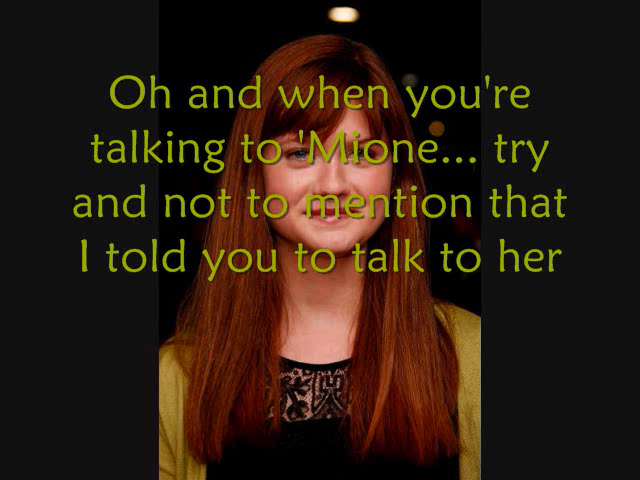 Oh and when you're
talking to 'Mione... try
and not to mention that
I told you to talk to her